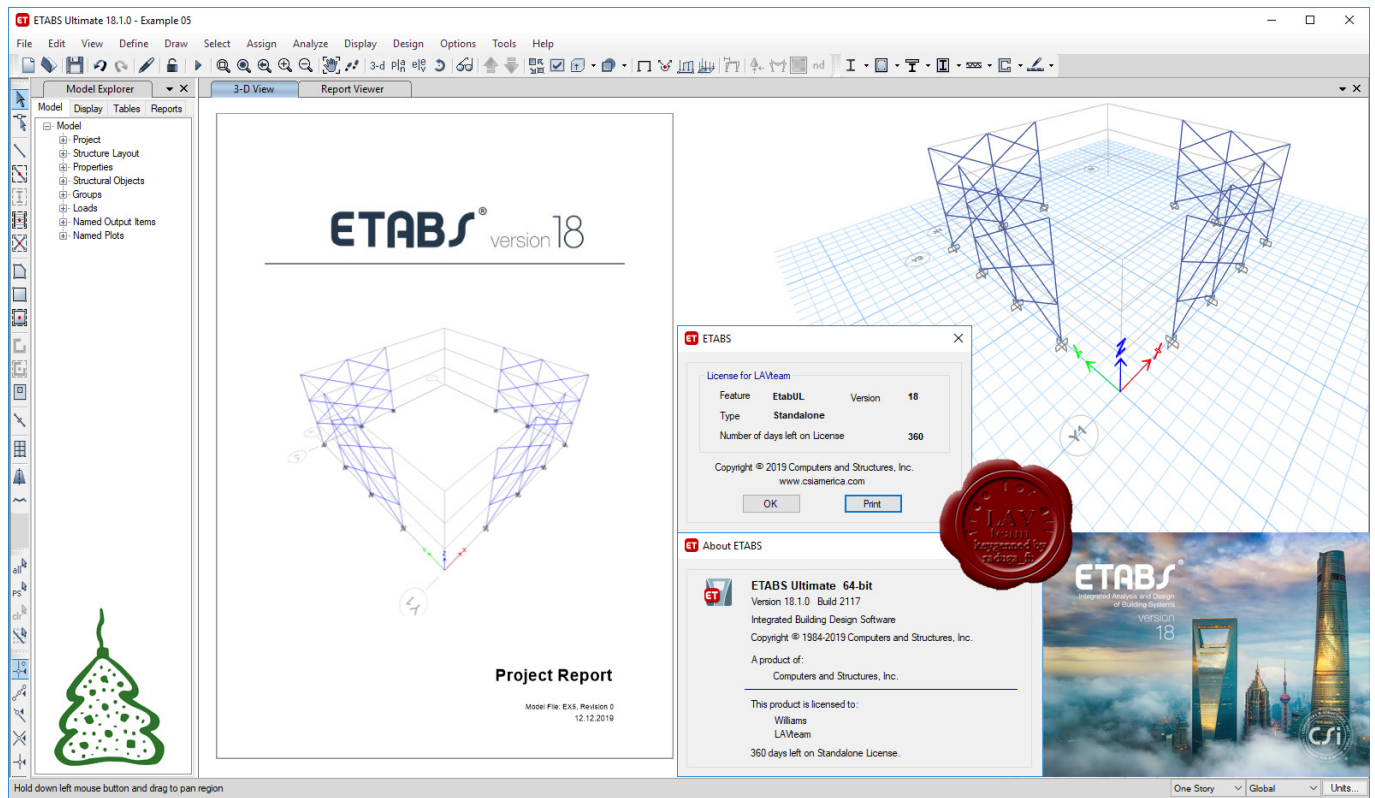 ETABS Ultimate 18.1.0 - Example 05
File Edit View Define Draw Select Assign Analyze Display Design Options Tools Help
3-d
nd
Model Explorer
3-D View
Report Viewer
Model Display Tables Reports
Model
Project
Structure Layout
Properties
Structural Objects
Groups
Loads
Named Output Items
Named Plots
all
PS
clr
ETABS® version 18
Project Report
Model File: EX5, Revision 0
12.12.2019
ETABS
License for LAVteam
Feature EtabUL Version 18
Type Standalone
Number of days left on License 360
Copyright © 2019 Computers and Structures, Inc.
www.csiamerica.com
OK Print
LAV
team
keygenned by
About ETABS
ETABS Ultimate 64-bit
Version 18.1.0 Build 2117
Integrated Building Design Software
Copyright © 1984-2019 Computers and Structures, Inc.
A product of:
Computers and Structures, Inc.
This product is licensed to:
Williams
LAVteam
360 days left on Standalone License.
ETABS®
Integrated Analysis and Design
of Building Systems
version
18
CSi
Hold down left mouse button and drag to pan region
One Story Global Units...